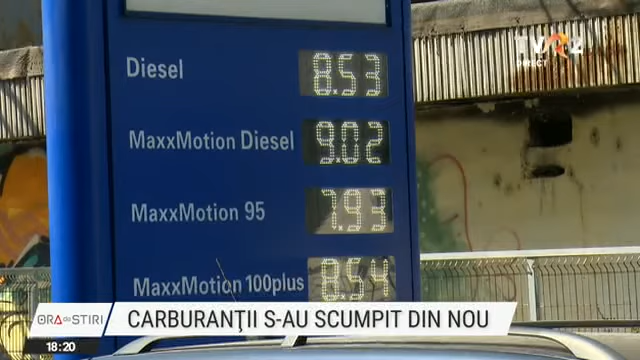 TVR 2
DIRECT
Diesel 8.53
MaxxMotion Diesel 9.02
MaxxMotion 95 7.93
MaxxMotion 100plus 8.54
ORA de ȘTIRI
CARBURANŢII S-AU SCUMPIT DIN NOU
18:20